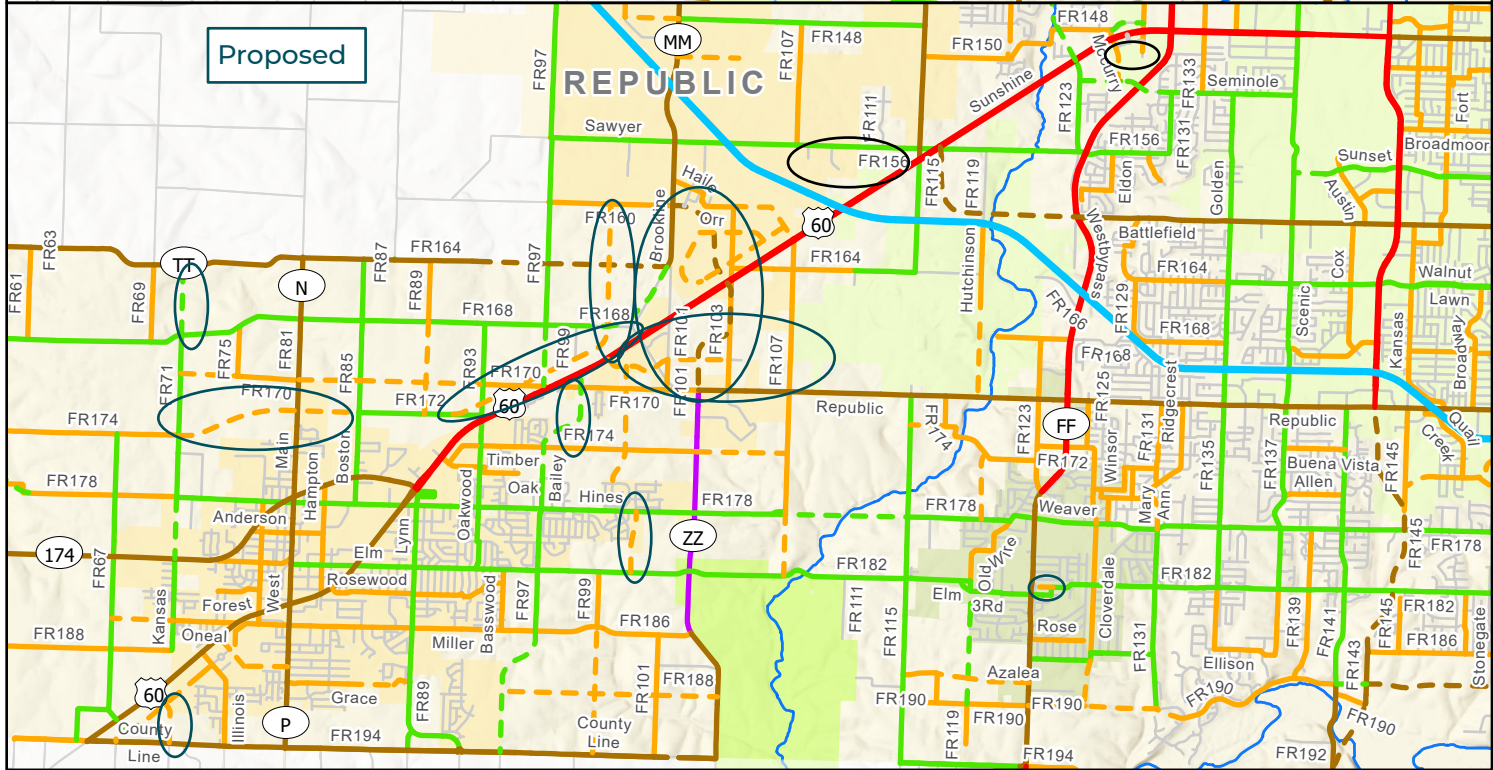 Proposed
REPUBLIC
MM
FR148
FR107
FR97
FR148
FR150
McCurry
FR133
Seminole
Sunshine
FR123
FR111
Sawyer
FR156
FR156
FR131
Fort
Broadmoor
Sunset
Austin
Golden
Eldon
FR115
FR119
Haile
Orr
Brookline
FR160
60
Westbypass
Battlefield
FR63
FR164
FR87
FR97
FR164
FR164
Cox
Walnut
Lawn
TT
N
FR61
FR69
FR89
FR168
FR168
FR101
FR103
Hutchinson
FR166
FR129
FR168
Scenic
Kansas
Broadway
FR75
FR81
FR85
FR93
FR99
FR107
FR168
FR71
FR170
FR170
FR172
60
FR170
FR101
FR125
Ridgecrest
Republic
Republic
FR174
FR174
FR174
FR123
FF
Winsor
FR131
FR135
FR137
FR145
Quail
Creek
Main
Boston
Hampton
Timber
Oak
Bailey
Oakwood
FR172
Buena Vista
Allen
FR178
Hines
FR178
FR178
Mary
Ann
Anderson
Weaver
FR145
FR178
174
Elm
Lynn
ZZ
Old Wire
FR67
Rosewood
FR182
FR182
Elm
3Rd
Cloverdale
West
Forest
Basswood
FR97
FR99
FR111
FR115
FR139
FR141
FR145
FR182
Kansas
Oneal
FR188
Miller
FR186
Rose
FR131
FR143
FR186
Stonegate
60
FR101
FR188
Azalea
Ellison
Grace
FR89
FR190
FR190
FR190
FR190
FR190
County
Line
Illinois
P
FR194
County
Line
FR119
FR194
FR192